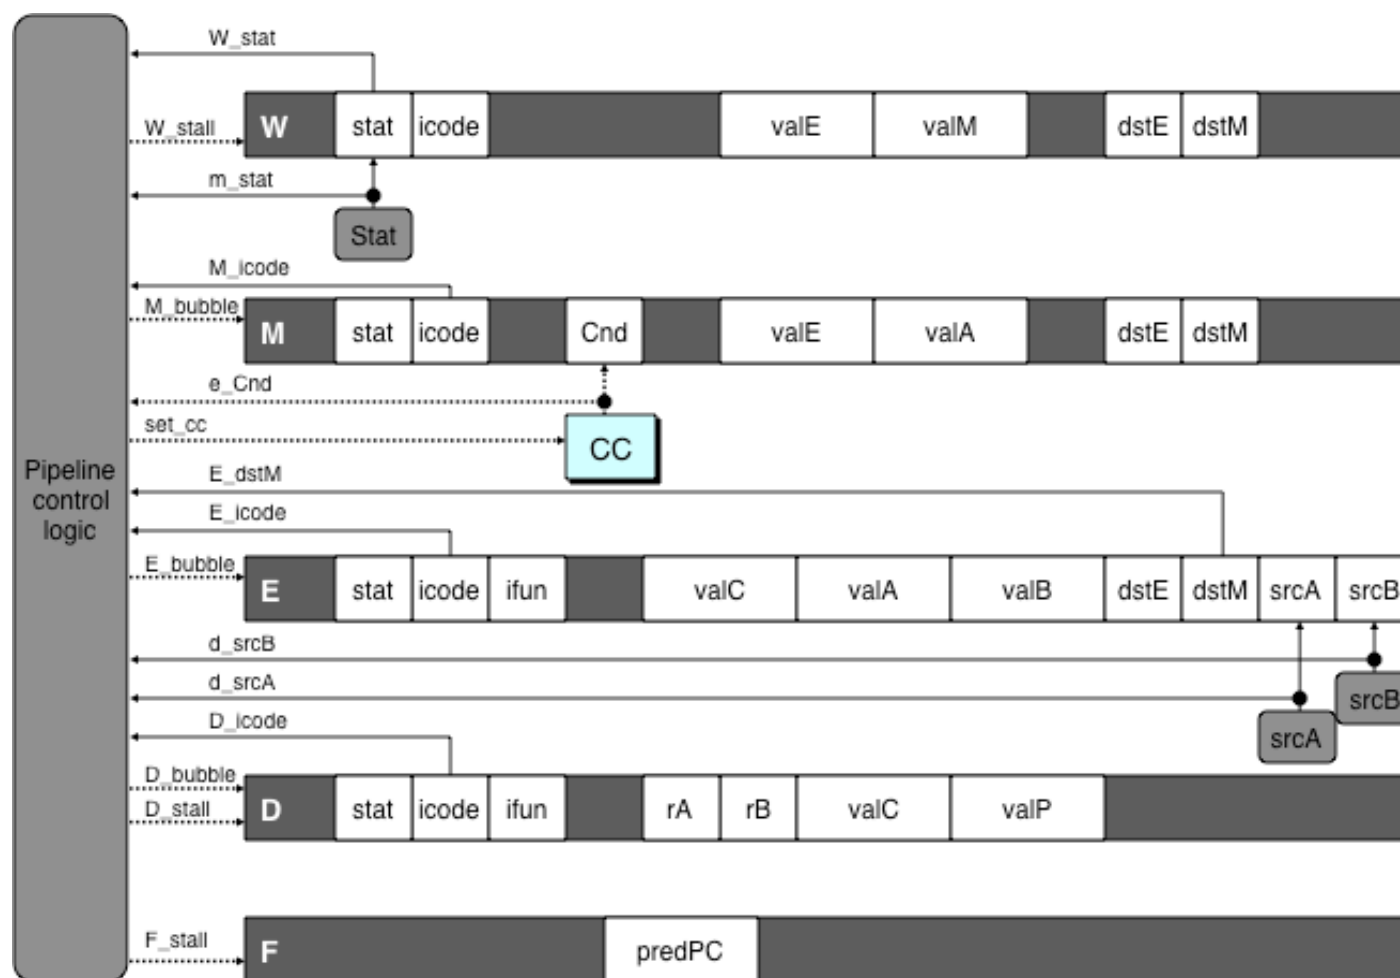 W_stat
W_stall
W stat icode valE valM dstE dstM
m_stat
Stat
M_icode
M_bubble
M stat icode Cnd valE valA dstE dstM
e_Cnd
set_cc
CC
E_dstM
Pipeline
control
logic
E_icode
E_bubble
E stat icode ifun valC valA valB dstE dstM srcA srcB
d_srcB
d_srcA
srcB
D_icode
srcA
D_bubble
D_stall
D stat icode ifun rA rB valC valP
F_stall
F predPC